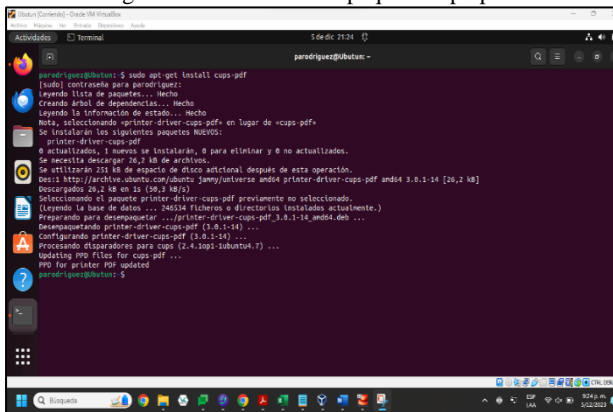 Ubutun [Corriendo] - Oracle VM VirtualBox
Archivo Máquina Ver Entrada Dispositivos Ayuda
Actividades Terminal 5 de dic 21:24
parodriguez@Ubutun: ~
parodriguez@Ubutun:~$ sudo apt-get install cups-pdf
[sudo] contraseña para parodriguez:
Leyendo lista de paquetes... Hecho
Creando árbol de dependencias... Hecho
Leyendo la información de estado... Hecho
Nota, seleccionando «printer-driver-cups-pdf» en lugar de «cups-pdf»
Se instalarán los siguientes paquetes NUEVOS:
printer-driver-cups-pdf
0 actualizados, 1 nuevos se instalarán, 0 para eliminar y 0 no actualizados.
Se necesita descargar 26,2 kB de archivos.
Se utilizarán 251 kB de espacio de disco adicional después de esta operación.
Des:1 http://archive.ubuntu.com/ubuntu jammy/universe amd64 printer-driver-cups-pdf amd64 3.0.1-14 [26,2 kB]
Descargados 26,2 kB en 1s (50,3 kB/s)
Seleccionando el paquete printer-driver-cups-pdf previamente no seleccionado.
(Leyendo la base de datos ... 246534 ficheros o directorios instalados actualmente.)
Preparando para desempaquetar .../printer-driver-cups-pdf_3.0.1-14_amd64.deb ...
Desempaquetando printer-driver-cups-pdf (3.0.1-14) ...
Configurando printer-driver-cups-pdf (3.0.1-14) ...
Procesando disparadores para cups (2.4.1op1-1ubuntu4.7) ...
Updating PPD files for cups-pdf ...
PPD for printer PDF updated
parodriguez@Ubutun:~$
Búsqueda
ESP
LAA
9:24 p. m.
5/12/2023